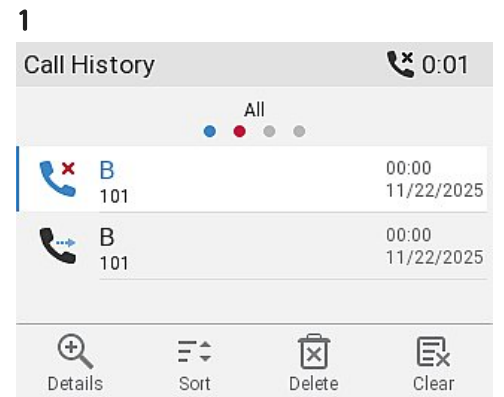 1
Call History 0:01
All
B 00:00
101 11/22/2025
B 00:00
101 11/22/2025
Details Sort Delete Clear